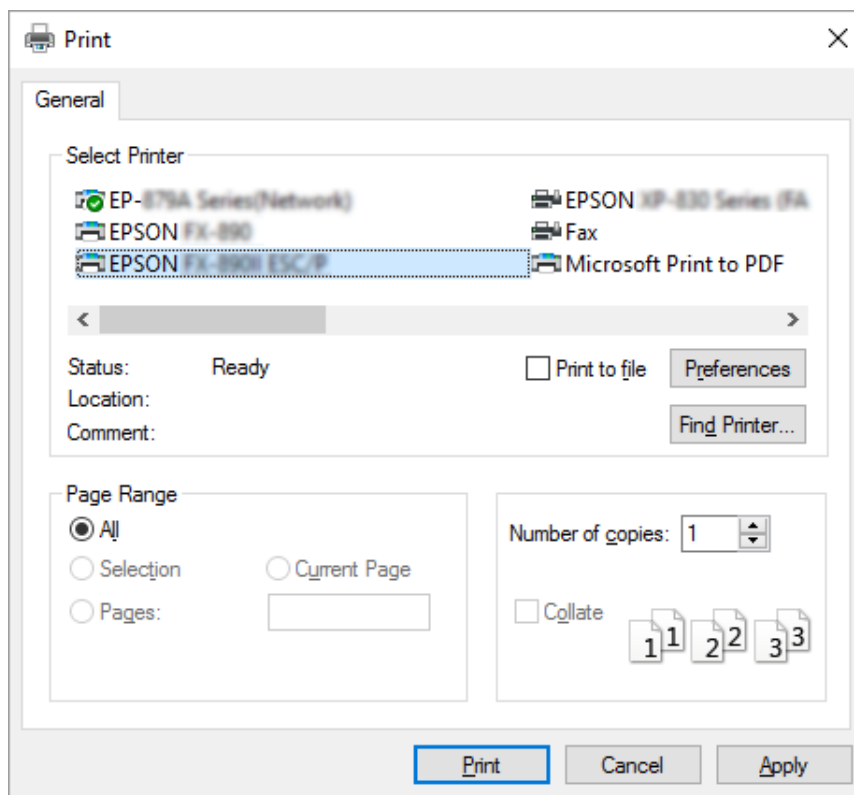 Print
General
Select Printer
EP-
EPSON
EPSON
EPSON
Fax
Microsoft Print to PDF
Status: Ready
Print to file
Preferences
Location:
Comment:
Find Printer...
Page Range
All
Selection
Current Page
Pages:
Number of copies: 1
Collate
1 1 2 2 3 3
Print Cancel Apply